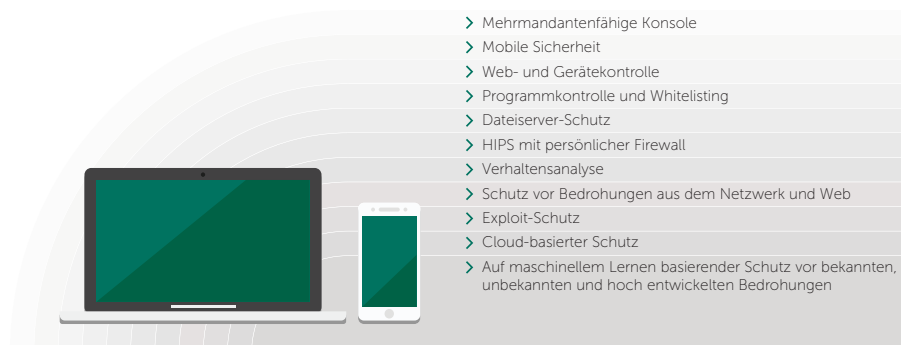 Mehrmandantenfähige Konsole
Mobile Sicherheit
Web- und Gerätekontrolle
Programmkontrolle und Whitelisting
Dateiserver-Schutz
HIPS mit persönlicher Firewall
Verhaltensanalyse
Schutz vor Bedrohungen aus dem Netzwerk und Web
Exploit-Schutz
Cloud-basierter Schutz
Auf maschinellem Lernen basierender Schutz vor bekannten,
unbekannten und hoch entwickelten Bedrohungen